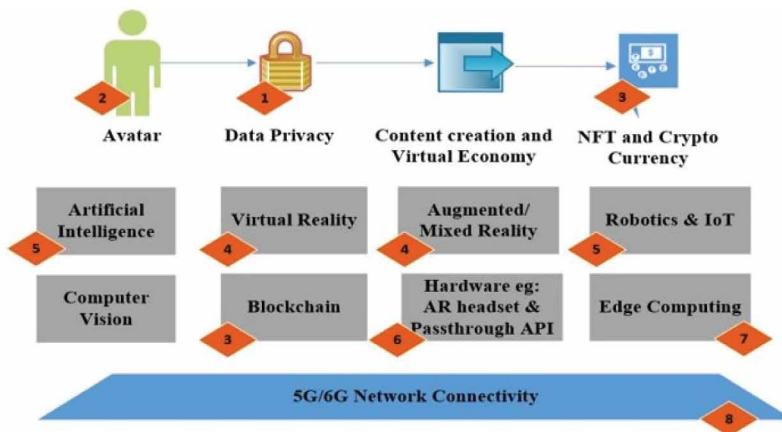 2
1
3
Avatar
Data Privacy
Content creation and
Virtual Economy
NFT and Crypto
Currency
Artificial
Intelligence
5
Virtual Reality
4
Augmented/
Mixed Reality
4
Robotics & IoT
5
Computer
Vision
Blockchain
3
Hardware eg:
AR headset &
Passthrough API
6
Edge Computing
7
5G/6G Network Connectivity
8